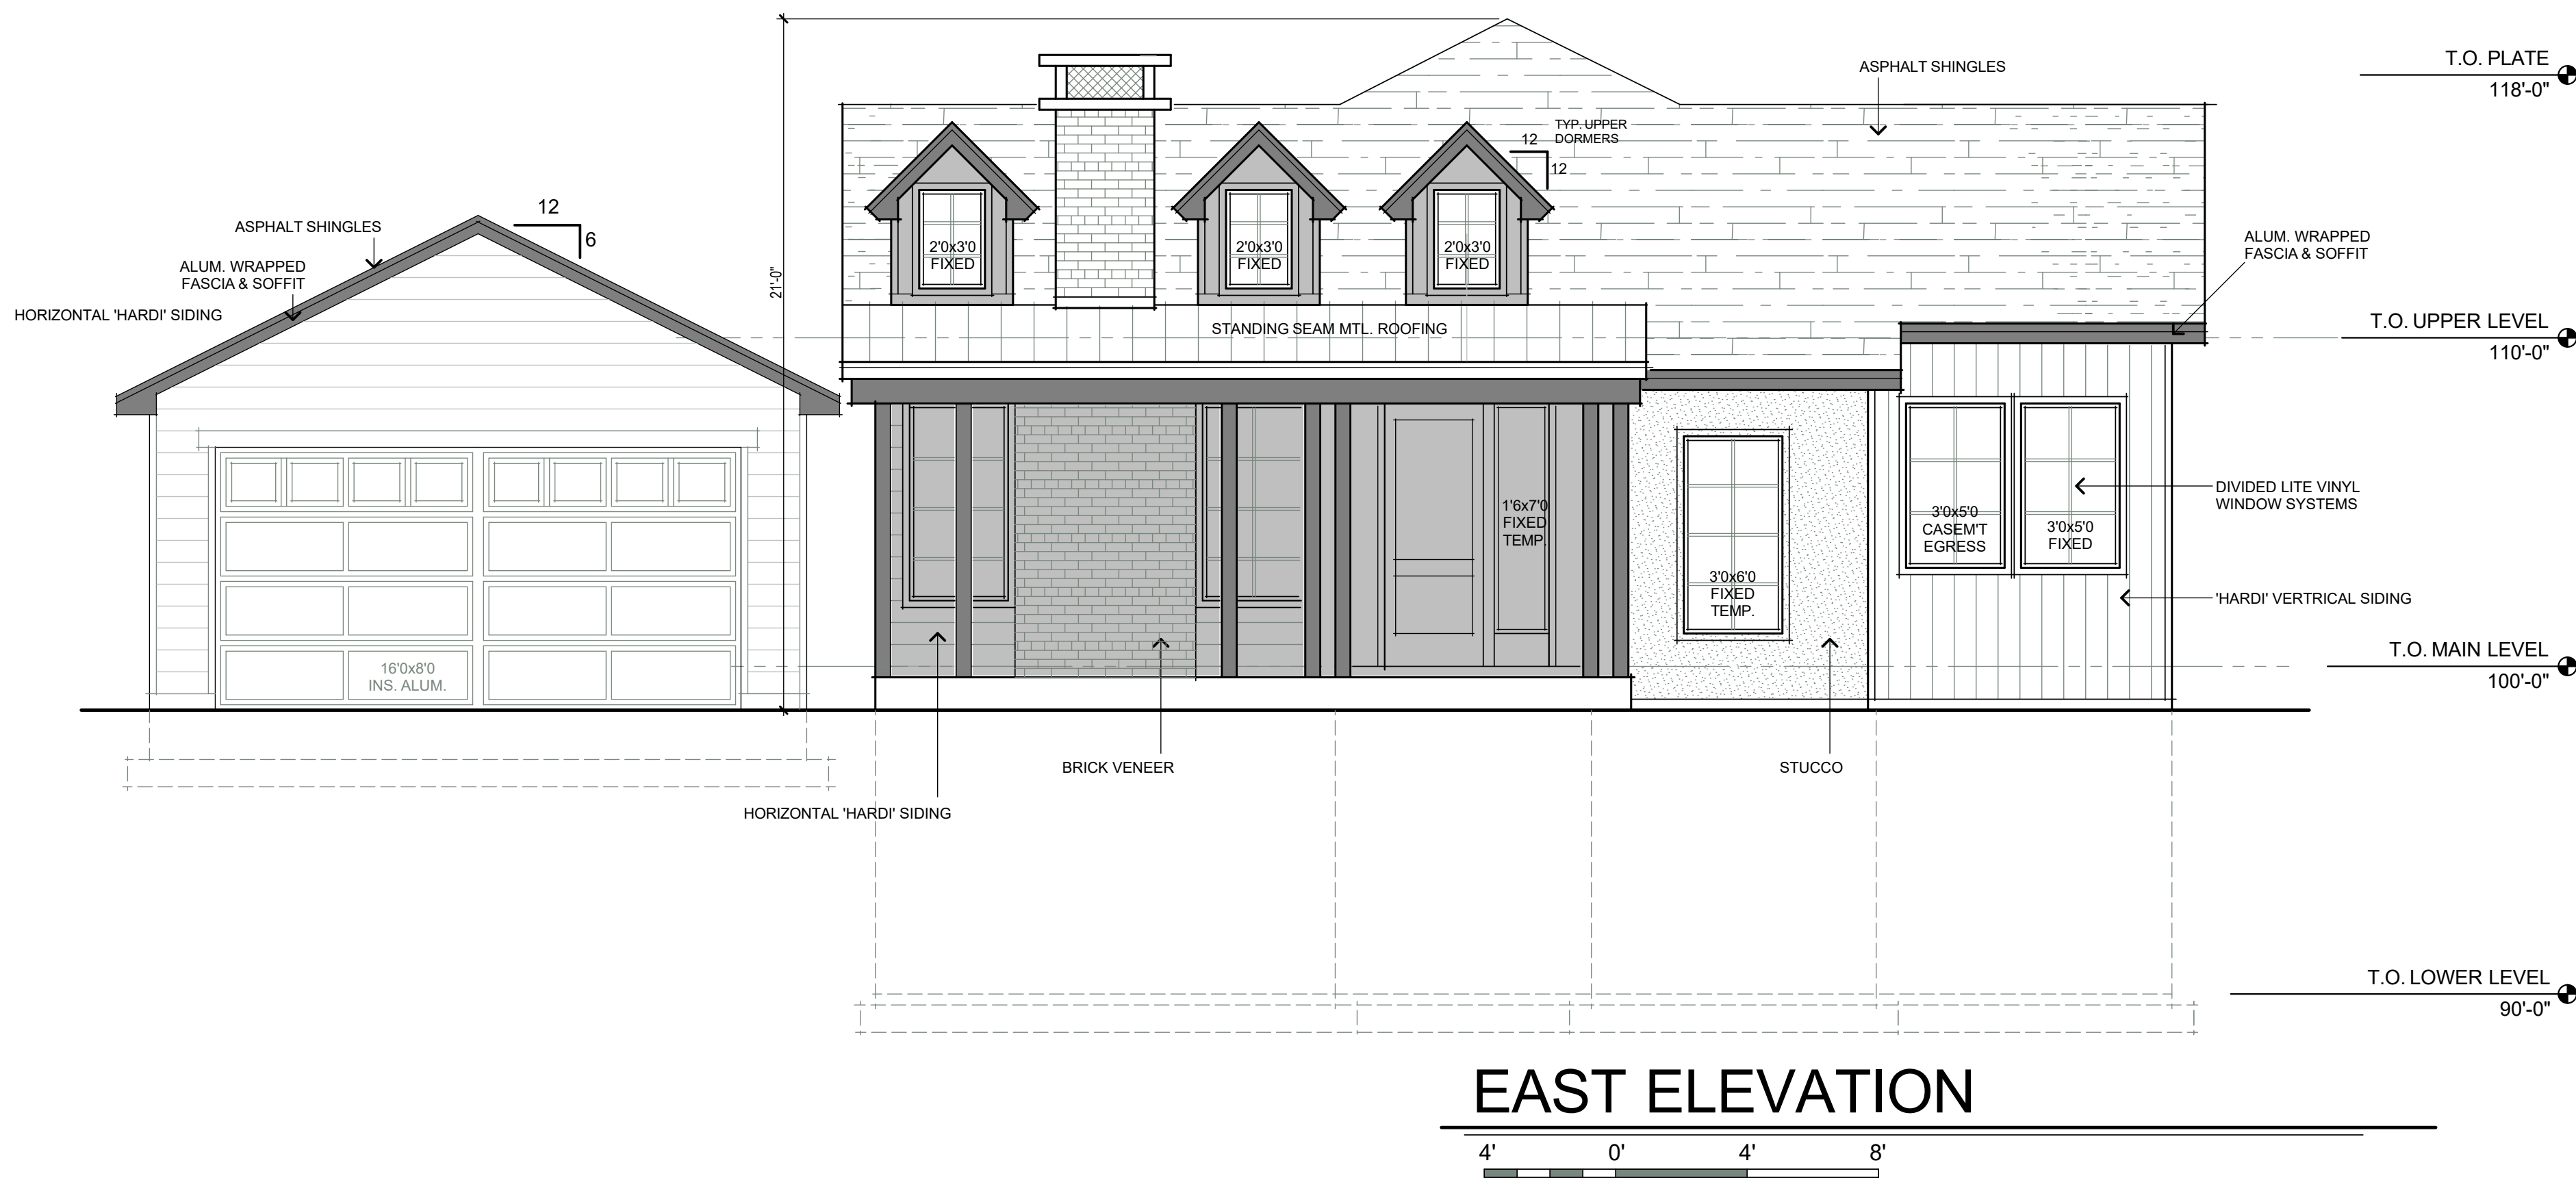 T.O. PLATE
118'-0"
ASPHALT SHINGLES
TYP. UPPER
DORMERS
12
12
12
6
ASPHALT SHINGLES
ALUM. WRAPPED
FASCIA & SOFFIT
HORIZONTAL 'HARDI' SIDING
21'-0"
2'0x3'0
FIXED
2'0x3'0
FIXED
2'0x3'0
FIXED
ALUM. WRAPPED
FASCIA & SOFFIT
STANDING SEAM MTL. ROOFING
T.O. UPPER LEVEL
110'-0"
1'6x7'0
FIXED
TEMP.
3'0x5'0
CASEM'T
EGRESS
3'0x5'0
FIXED
DIVIDED LITE VINYL
WINDOW SYSTEMS
3'0x6'0
FIXED
TEMP.
'HARDI' VERTRICAL SIDING
16'0x8'0
INS. ALUM.
T.O. MAIN LEVEL
100'-0"
BRICK VENEER
STUCCO
HORIZONTAL 'HARDI' SIDING
T.O. LOWER LEVEL
90'-0"
EAST ELEVATION
4' 0' 4' 8'